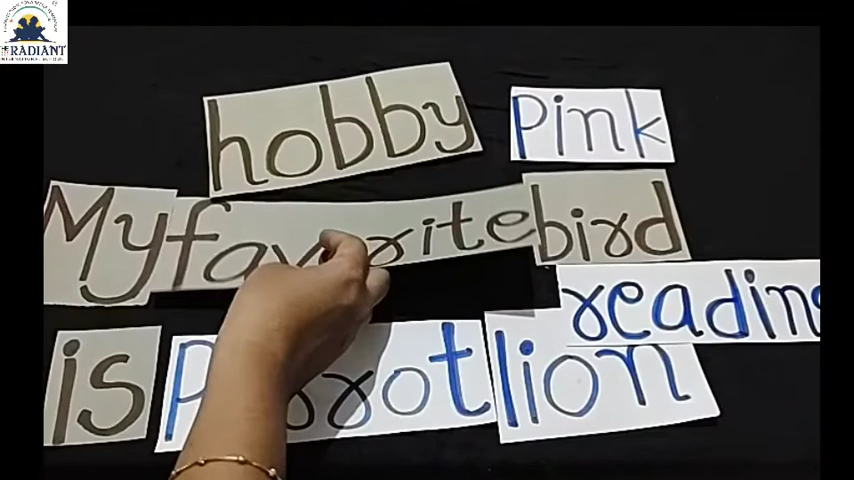 RADIANT
hobby Pink
My favorite bird
reading
is parrot lion